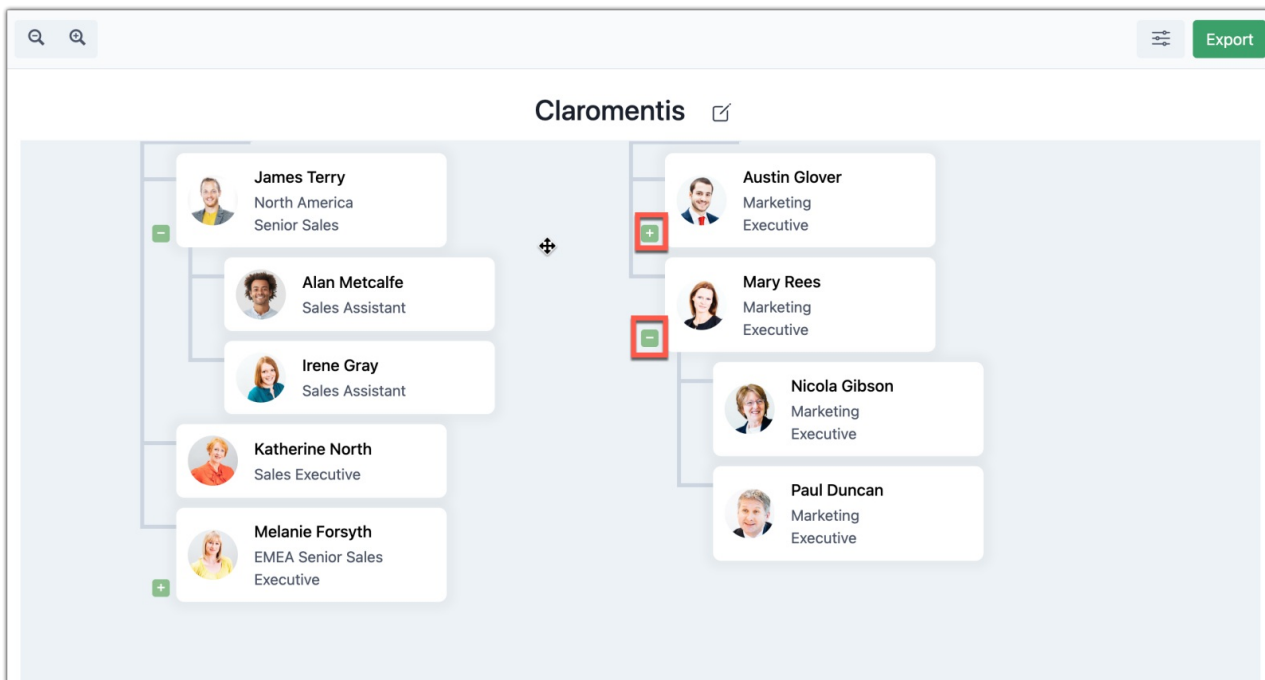 Export
Claromentis
James Terry
North America
Senior Sales
Alan Metcalfe
Sales Assistant
Irene Gray
Sales Assistant
Katherine North
Sales Executive
Melanie Forsyth
EMEA Senior Sales
Executive
Austin Glover
Marketing
Executive
Mary Rees
Marketing
Executive
Nicola Gibson
Marketing
Executive
Paul Duncan
Marketing
Executive